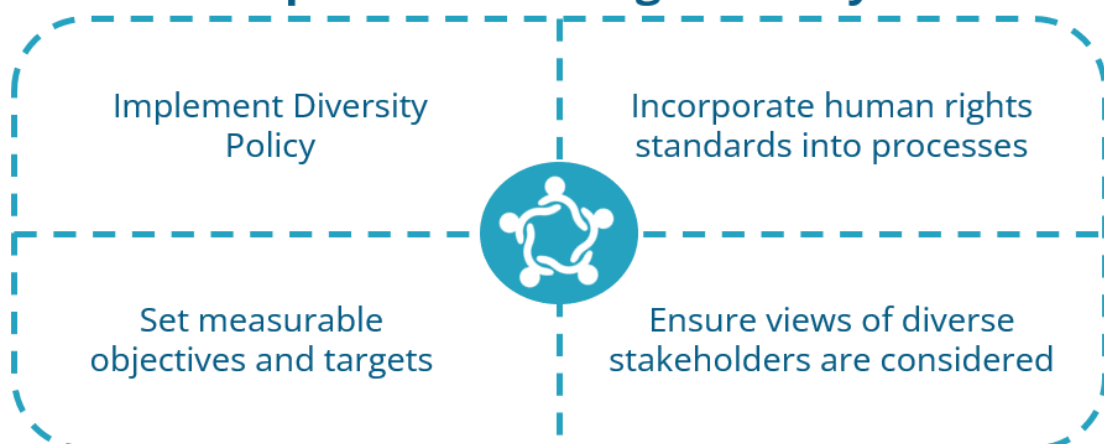 Implement Diversity
Policy
Incorporate human rights
standards into processes
Set measurable
objectives and targets
Ensure views of diverse
stakeholders are considered